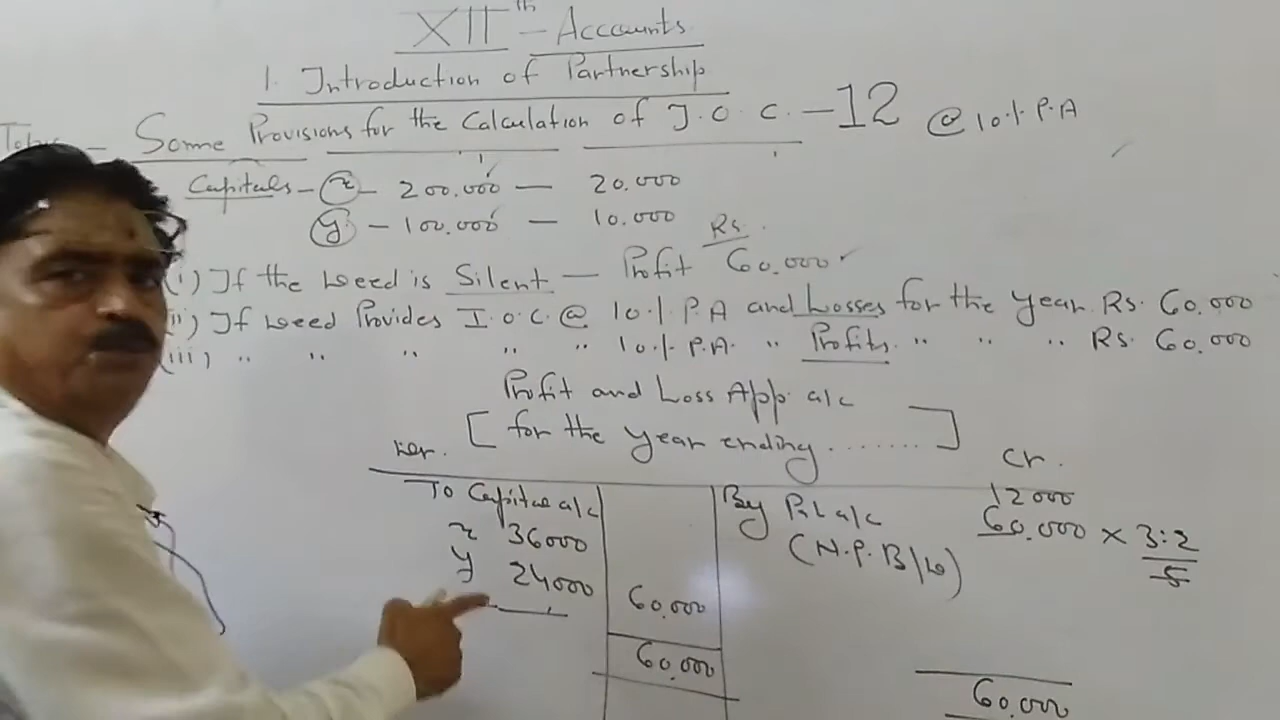 XIIth - Accounts
1. Introduction of Partnership
Some Provisions for the Calculation of I.O.C. - 12 @ 10% P.A
Capitals - x - 200.000 - 20.000
y - 100.000 - 10.000
(i) If the Deed is Silent - Profit Rs. 60.000
(ii) If Deed Provides I.O.C. @ 10% P.A and Losses for the year Rs. 60.000
(iii) " " " " " 10% P.A. " Profits " " " Rs. 60.000
Profit and Loss App a/c
[for the year ending ........]
Der. Cr.
To Capital a/c By P&L a/c 12000
x 36000 (N.P.B/D) 60.000 × 3:2
y 24000 60.000 5
60.000 60.000